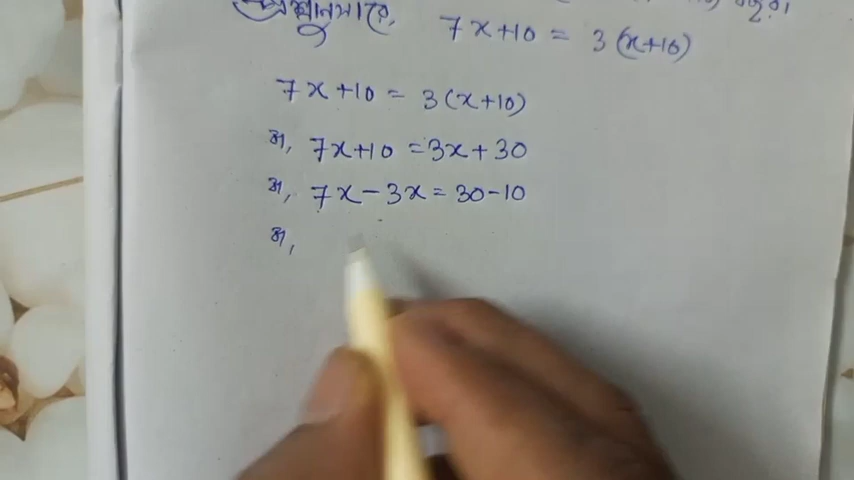 প্রশ্নানুসারে, 7x+10 = 3(x+10)
7x+10 = 3(x+10)
বা, 7x+10 = 3x+30
বা, 7x-3x = 30-10
বা,